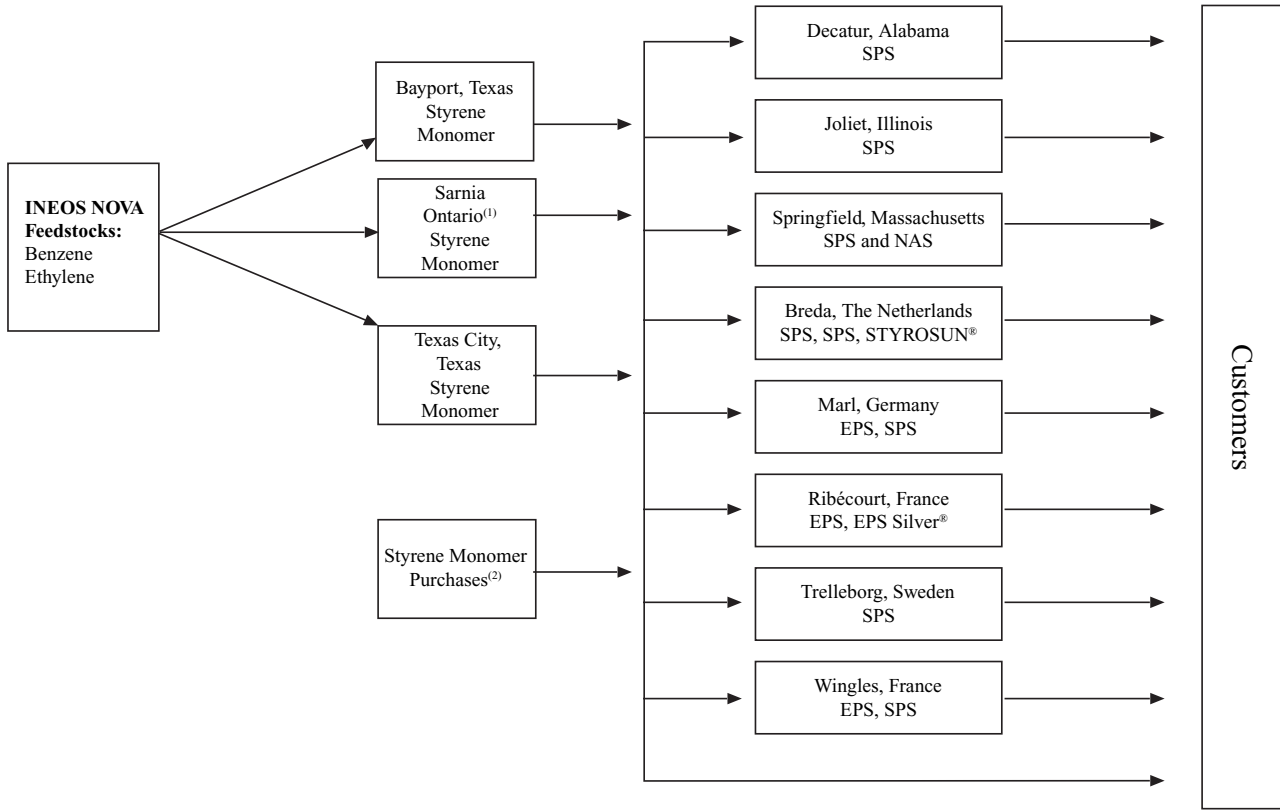 INEOS NOVA
Feedstocks:
Benzene
Ethylene
Bayport, Texas
Styrene
Monomer
Sarnia
Ontario(1)
Styrene
Monomer
Texas City,
Texas
Styrene
Monomer
Styrene Monomer
Purchases(2)
Decatur, Alabama
SPS
Joliet, Illinois
SPS
Springfield, Massachusetts
SPS and NAS
Breda, The Netherlands
SPS, SPS, STYROSUN®
Marl, Germany
EPS, SPS
Ribécourt, France
EPS, EPS Silver®
Trelleborg, Sweden
SPS
Wingles, France
EPS, SPS
Customers